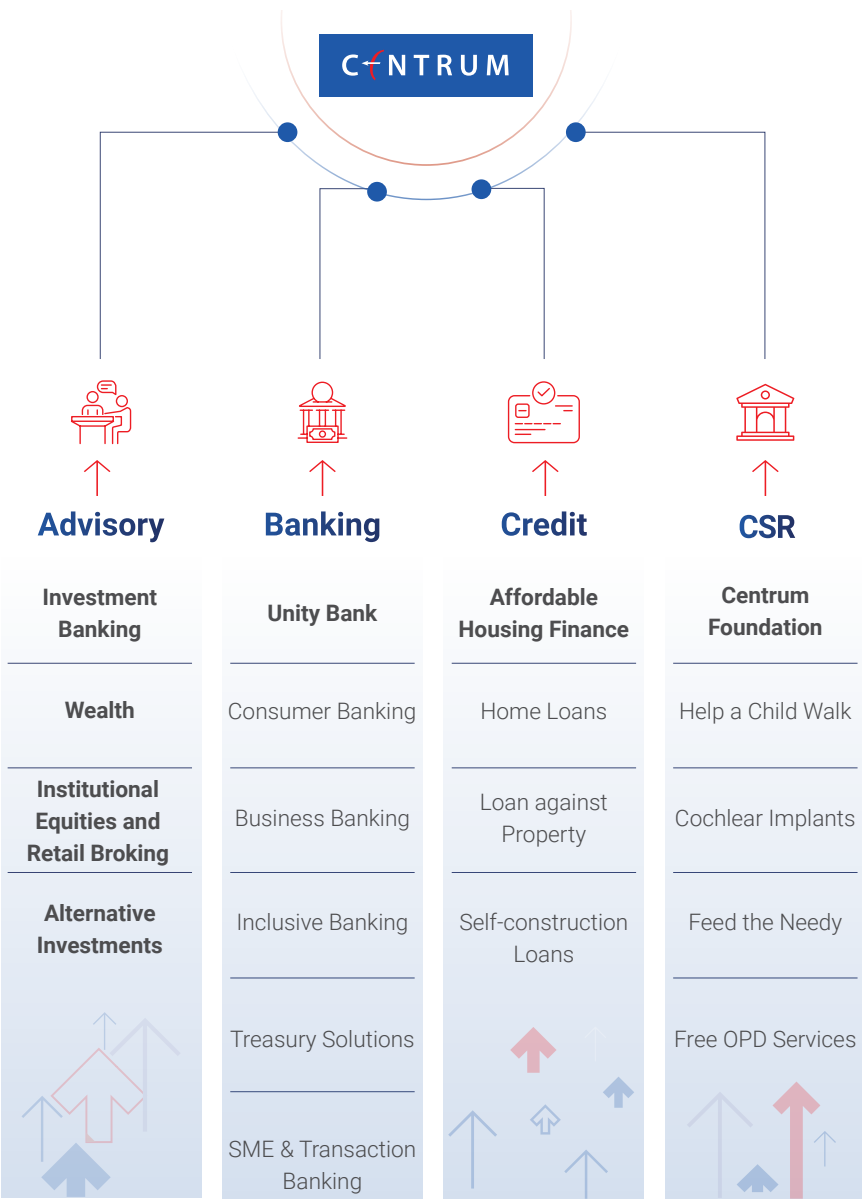 CENTRUM
Advisory
Investment
Banking
Wealth
Institutional
Equities and
Retail Broking
Alternative
Investments
Banking
Unity Bank
Consumer Banking
Business Banking
Inclusive Banking
Treasury Solutions
SME & Transaction
Banking
Credit
Affordable
Housing Finance
Home Loans
Loan against
Property
Self-construction
Loans
CSR
Centrum
Foundation
Help a Child Walk
Cochlear Implants
Feed the Needy
Free OPD Services